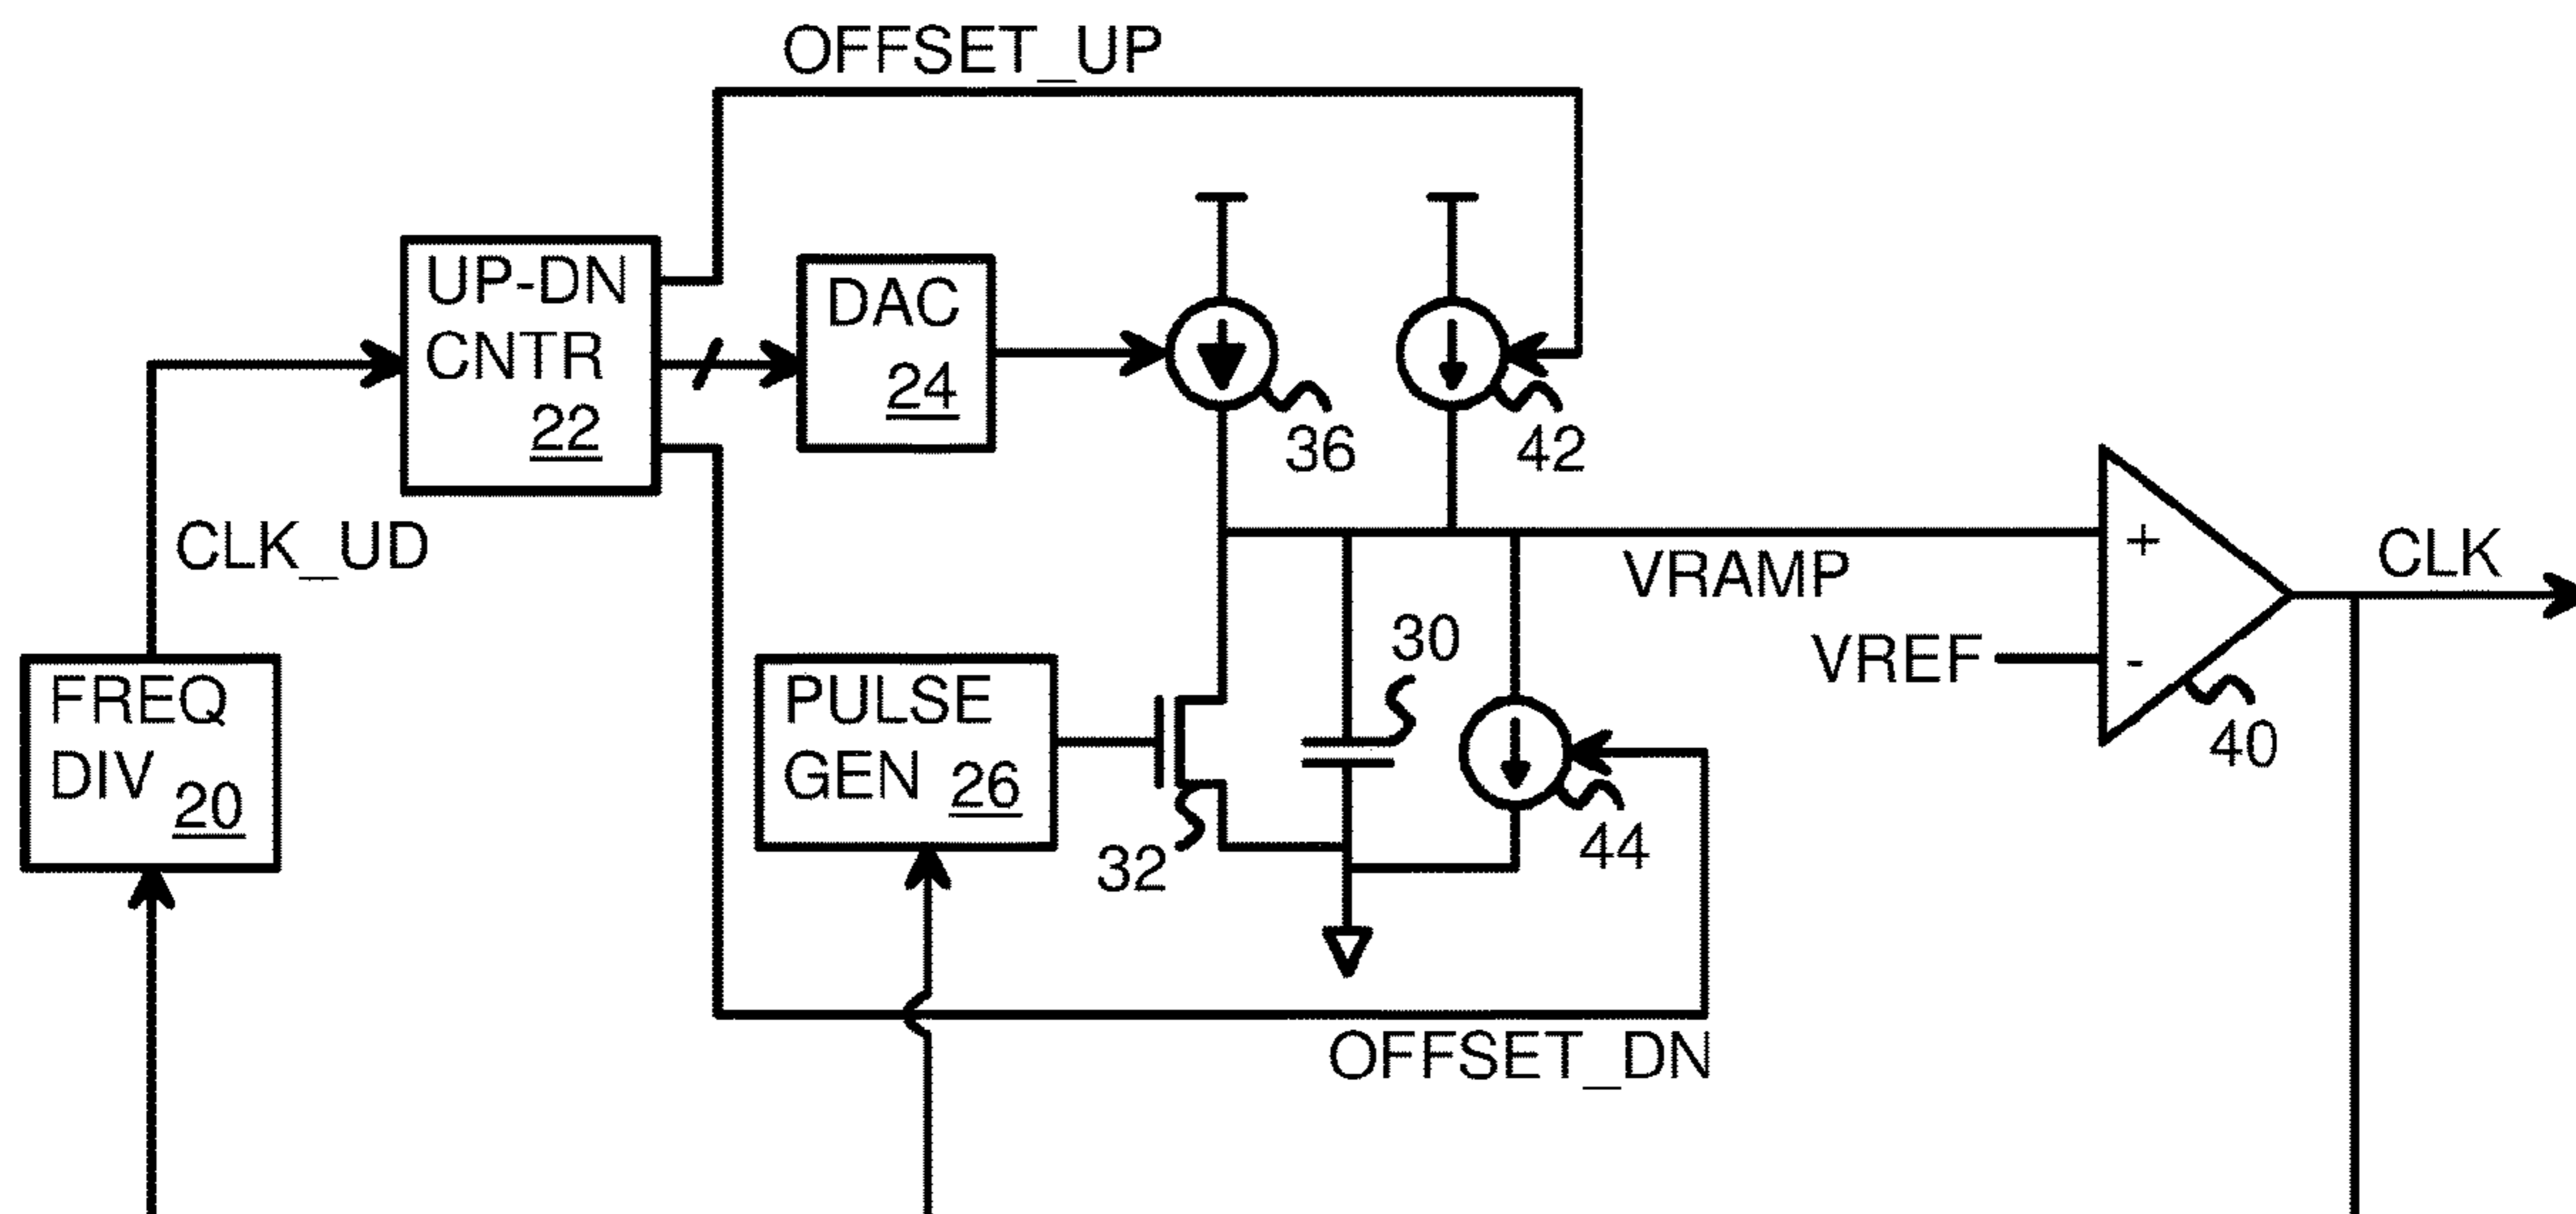 OFFSET_UP
UP-DN
CNTR
22
DAC
24
36
42
CLK_UD
VRAMP
+
-
CLK
VREF
40
FREQ
DIV 20
PULSE
GEN 26
30
32
44
OFFSET_DN